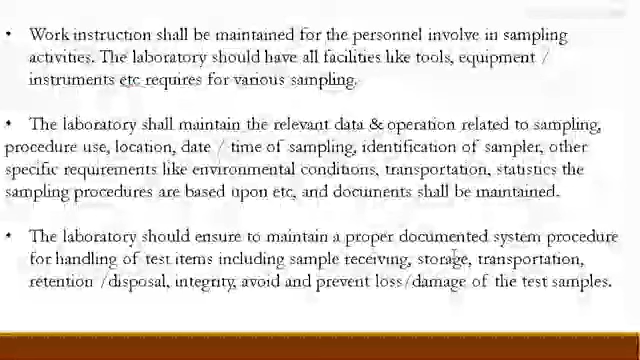 • Work instruction shall be maintained for the personnel involve in sampling
activities. The laboratory should have all facilities like tools, equipment /
instruments etc requires for various sampling.
• The laboratory shall maintain the relevant data & operation related to sampling,
procedure use, location, date / time of sampling, identification of sampler, other
specific requirements like environmental conditions, transportation, statistics the
sampling procedures are based upon etc, and documents shall be maintained.
• The laboratory should ensure to maintain a proper documented system procedure
for handling of test items including sample receiving, storage, transportation,
retention /disposal, integrity, avoid and prevent loss/damage of the test samples.